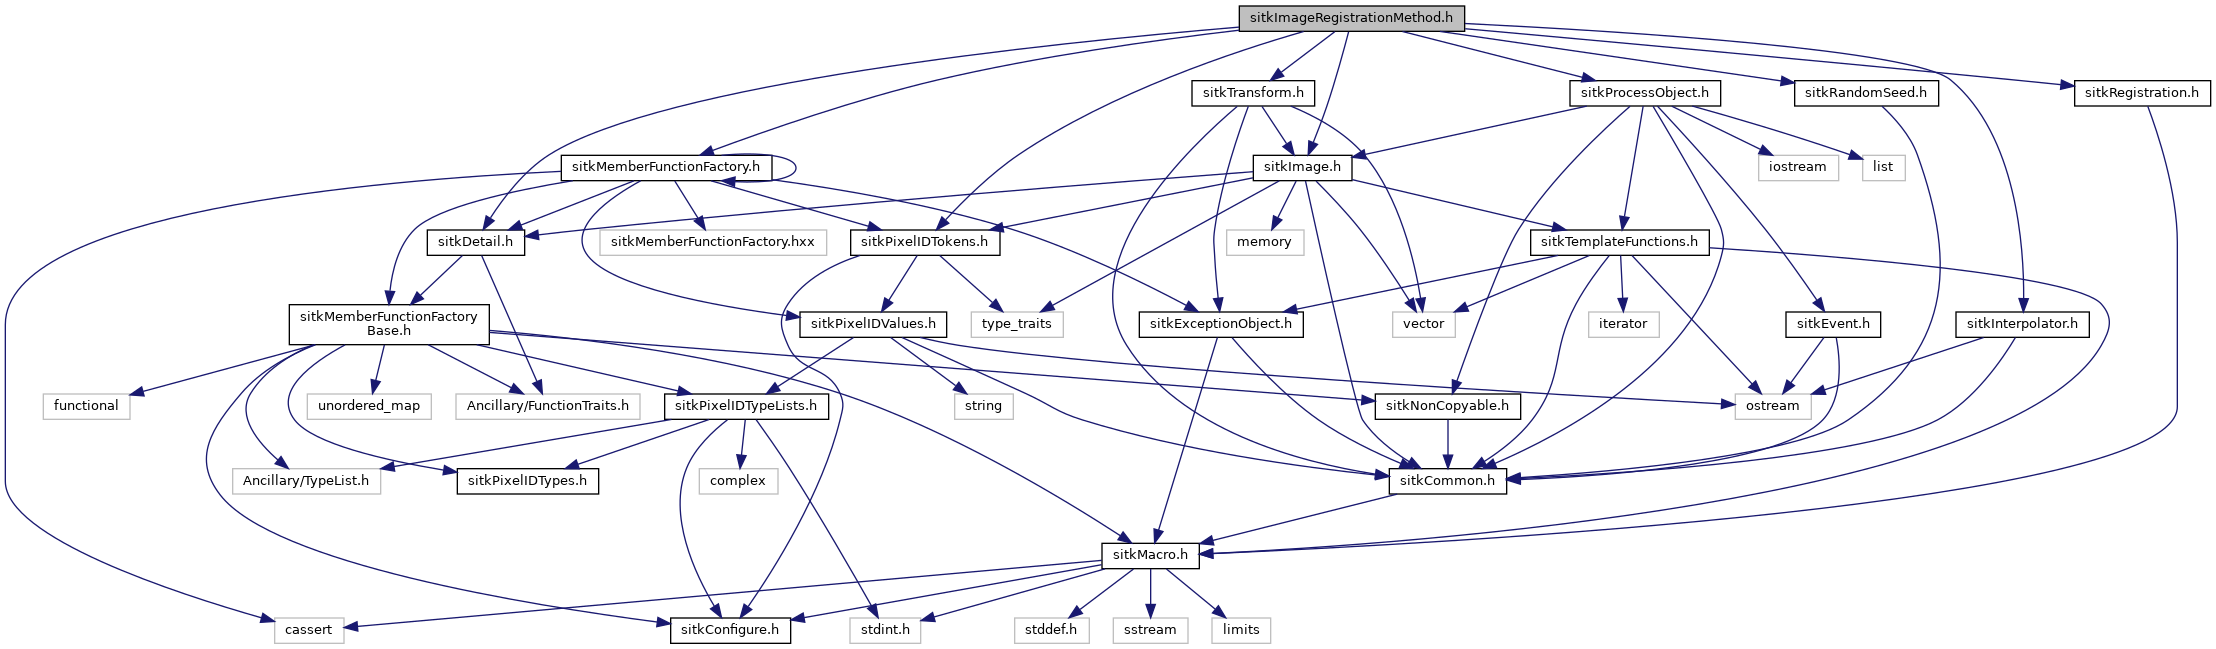 sitkImageRegistrationMethod.h
sitkTransform.h
sitkProcessObject.h
sitkRandomSeed.h
sitkRegistration.h
sitkMemberFunctionFactory.h
sitkImage.h
iostream
list
sitkDetail.h
sitkMemberFunctionFactory.hxx
sitkPixelIDTokens.h
memory
sitkTemplateFunctions.h
sitkMemberFunctionFactory
Base.h
sitkPixelIDValues.h
type_traits
sitkExceptionObject.h
vector
iterator
sitkEvent.h
sitkInterpolator.h
functional
unordered_map
Ancillary/FunctionTraits.h
sitkPixelIDTypeLists.h
string
sitkNonCopyable.h
ostream
Ancillary/TypeList.h
sitkPixelIDTypes.h
complex
sitkCommon.h
sitkMacro.h
cassert
sitkConfigure.h
stdint.h
stddef.h
sstream
limits